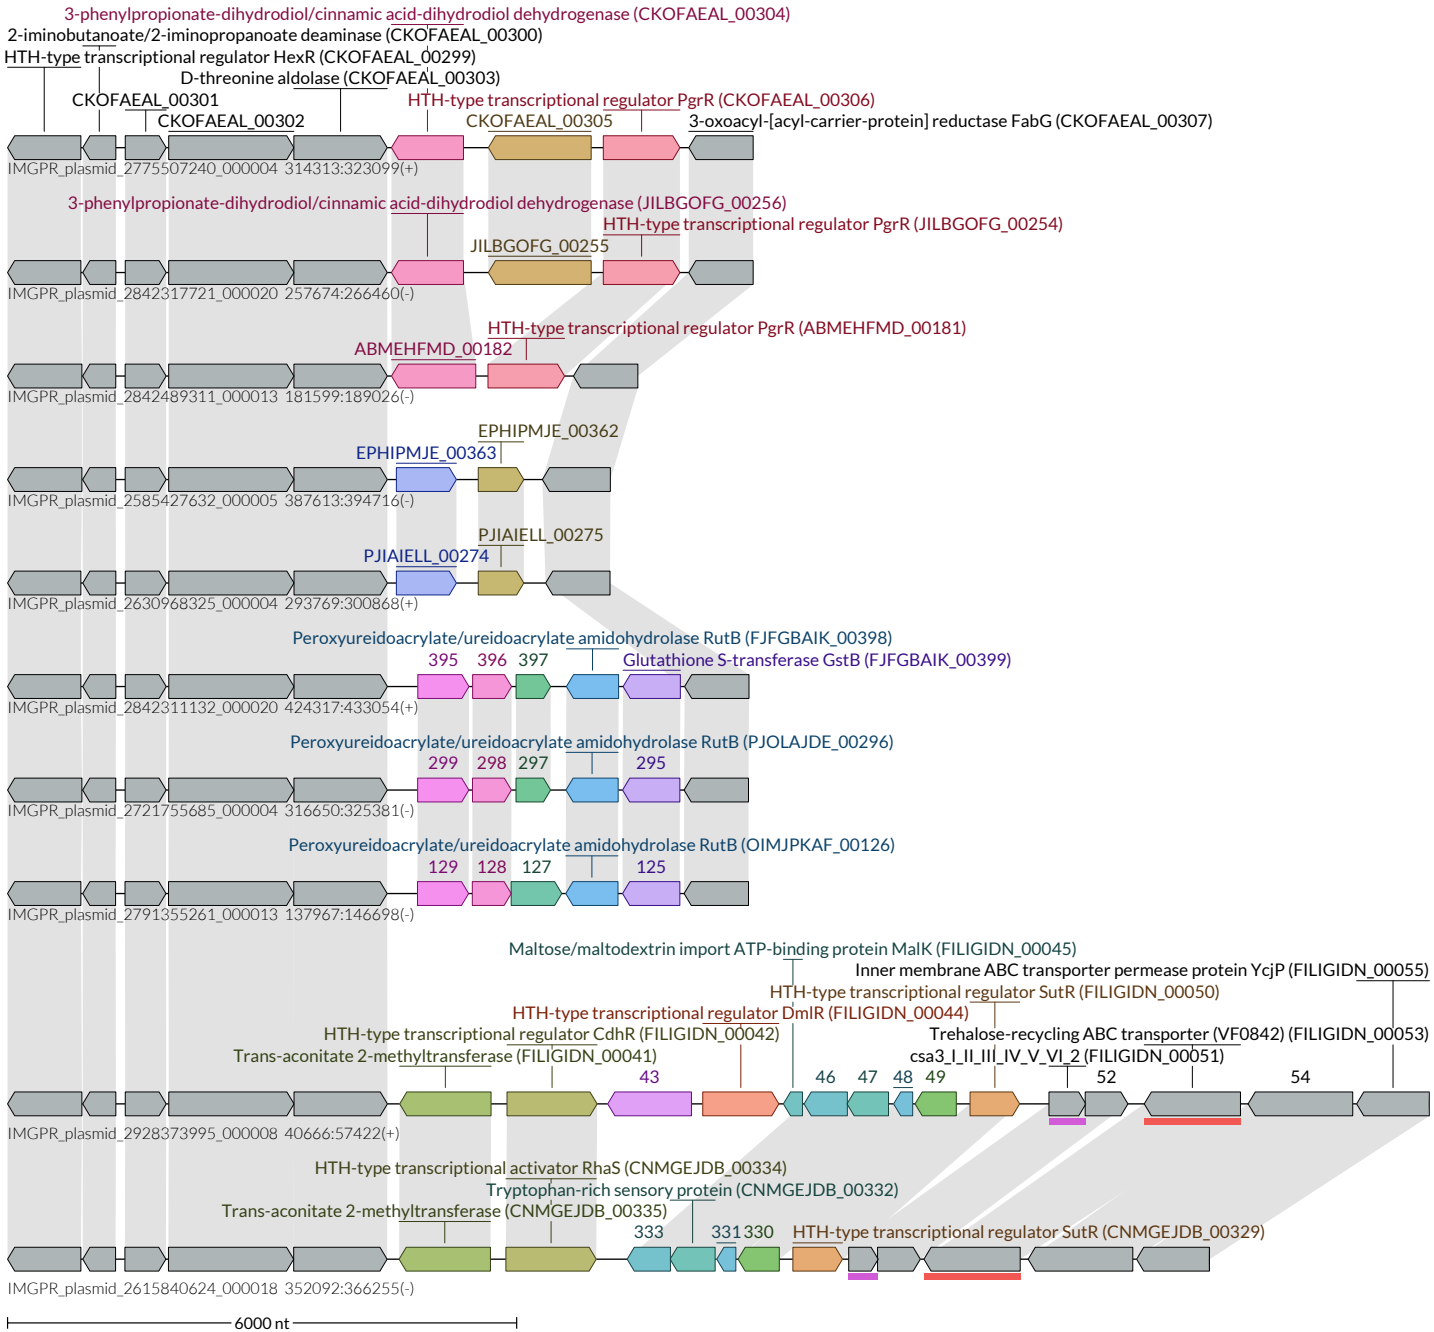 3-phenylpropionate-dihydrodiol/cinnamic acid-dihydrodiol dehydrogenase (CKOFAEAL_00304)
2-iminobutanoate/2-iminopropanoate deaminase (CKOFAEAL_00300)
HTH-type transcriptional regulator HexR (CKOFAEAL_00299)
D-threonine aldolase (CKOFAEAL_00303)
CKOFAEAL_00301 HTH-type transcriptional regulator PgrR (CKOFAEAL_00306)
CKOFAEAL_00302 CKOFAEAL_00305 3-oxoacyl-[acyl-carrier-protein] reductase FabG (CKOFAEAL_00307)
IMGPR_plasmid_2775507240_000004 314313:323099(+)
3-phenylpropionate-dihydrodiol/cinnamic acid-dihydrodiol dehydrogenase (JILBGOFG_00256)
HTH-type transcriptional regulator PgrR (JILBGOFG_00254)
JILBGOFG_00255
IMGPR_plasmid_2842317721_000020 257674:266460(-)
HTH-type transcriptional regulator PgrR (ABMEHFMD_00181)
ABMEHFMD_00182
IMGPR_plasmid_2842489311_000013 181599:189026(-)
EPHIPMJE_00362
EPHIPMJE_00363
IMGPR_plasmid_2585427632_000005 387613:394716(-)
PJIAIELL_00275
PJIAIELL_00274
IMGPR_plasmid_2630968325_000004 293769:300868(+)
Peroxyureidoacrylate/ureidoacrylate amidohydrolase RutB (FJFGBAIK_00398)
395 396 397 Glutathione S-transferase GstB (FJFGBAIK_00399)
IMGPR_plasmid_2842311132_000020 424317:433054(+)
Peroxyureidoacrylate/ureidoacrylate amidohydrolase RutB (PJOLAJDE_00296)
299 298 297 295
IMGPR_plasmid_2721755685_000004 316650:325381(-)
Peroxyureidoacrylate/ureidoacrylate amidohydrolase RutB (OIMJPKAF_00126)
129 128 127 125
IMGPR_plasmid_2791355261_000013 137967:146698(-)
Maltose/maltodextrin import ATP-binding protein MalK (FILIGIDN_00045)
Inner membrane ABC transporter permease protein YcjP (FILIGIDN_00055)
HTH-type transcriptional regulator SutR (FILIGIDN_00050)
HTH-type transcriptional regulator DmlR (FILIGIDN_00044)
HTH-type transcriptional regulator CdhR (FILIGIDN_00042) Trehalose-recycling ABC transporter (VF0842) (FILIGIDN_00053)
Trans-aconitate 2-methyltransferase (FILIGIDN_00041) csa3_I_II_III_IV_V_VI_2 (FILIGIDN_00051)
43 46 47 48 49 52 54
IMGPR_plasmid_2928373995_000008 40666:57422(+)
HTH-type transcriptional activator RhaS (CNMGEJDB_00334)
Tryptophan-rich sensory protein (CNMGEJDB_00332)
Trans-aconitate 2-methyltransferase (CNMGEJDB_00335)
333 331 330 HTH-type transcriptional regulator SutR (CNMGEJDB_00329)
IMGPR_plasmid_2615840624_000018 352092:366255(-)
6000 nt